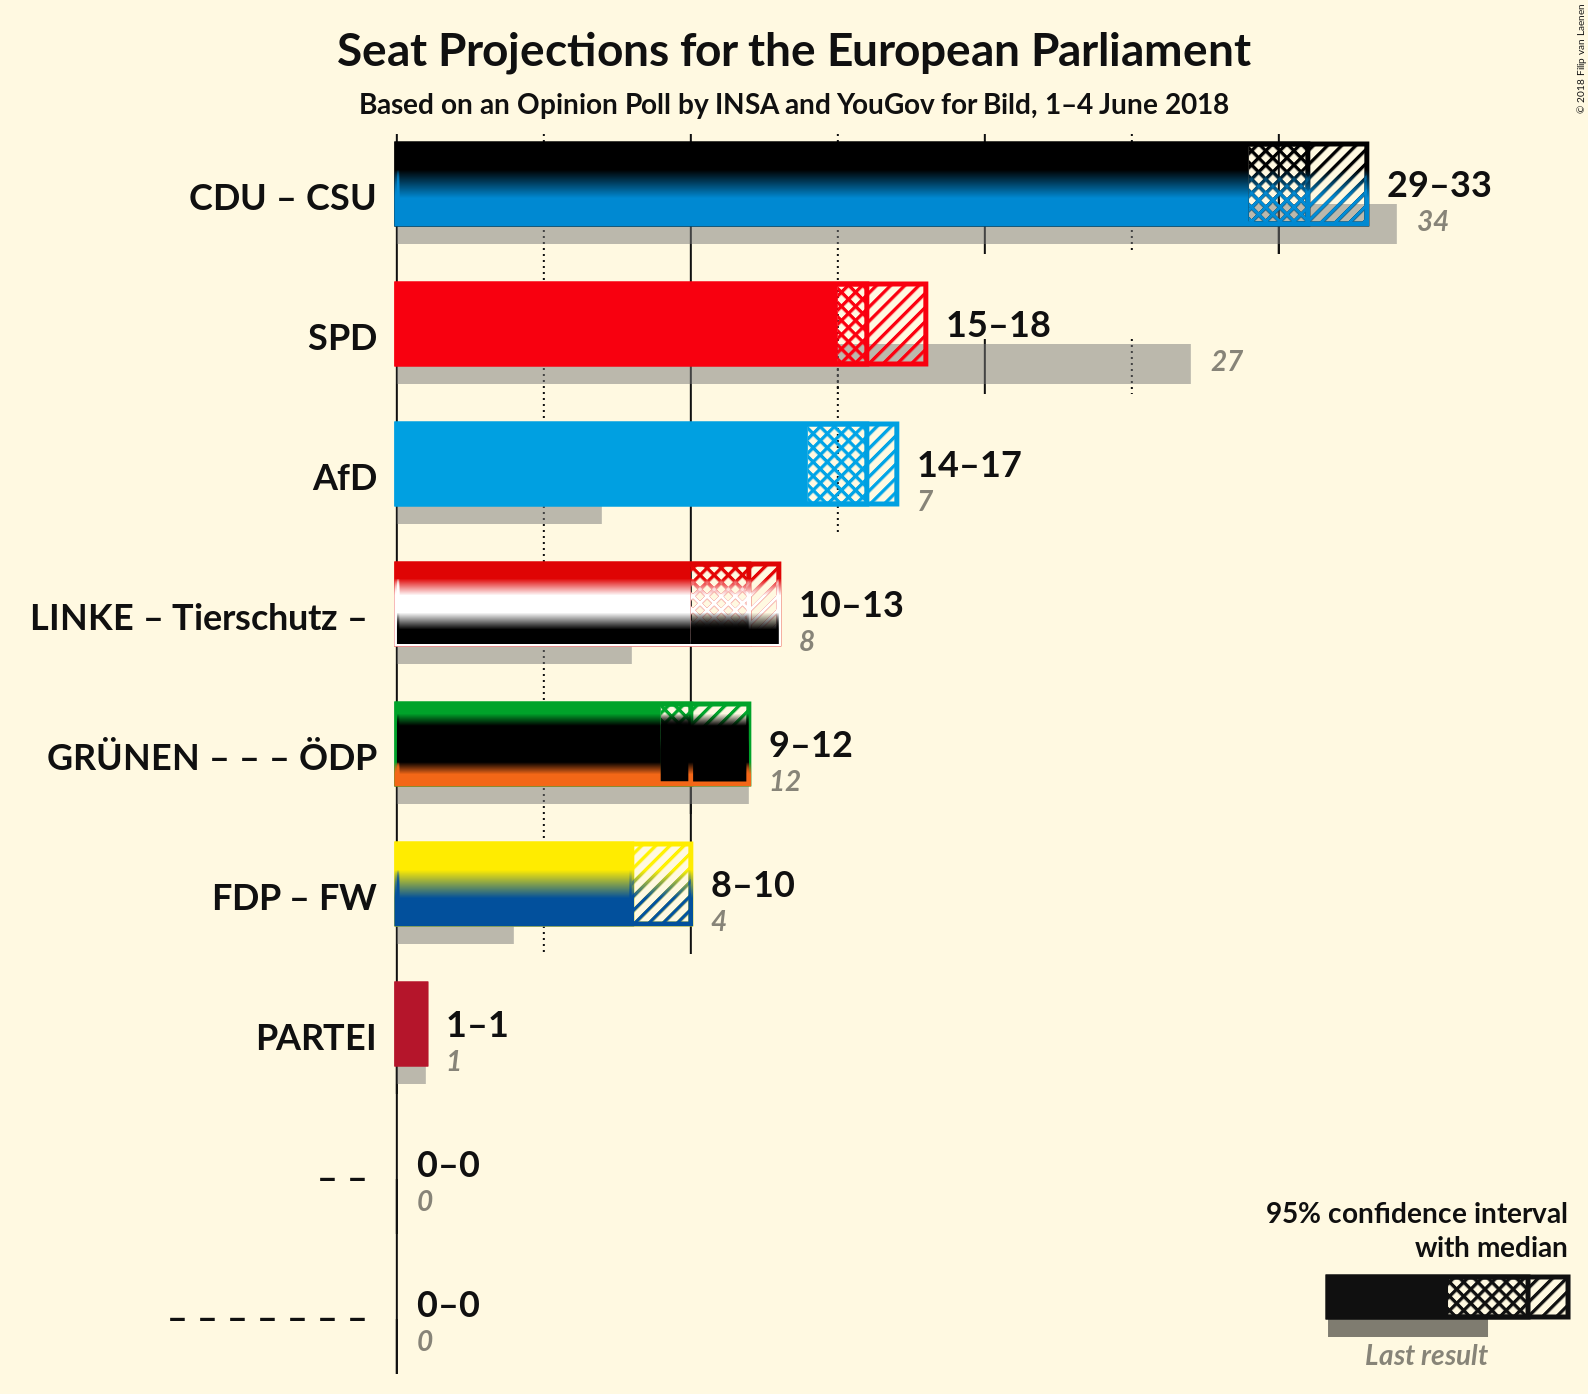 Seat Projections for the European Parliament
Based on an Opinion Poll by INSA and YouGov for Bild, 1–4 June 2018
© 2018 Filip van Laenen
CDU – CSU
29–33
34
SPD
15–18
27
AfD
14–17
7
LINKE – Tierschutz –
10–13
8
GRÜNEN – – – ÖDP
9–12
12
FDP – FW
8–10
4
PARTEI
1–1
1
– –
0–0
0
– – – – – – –
0–0
0
95% confidence interval
with median
Last result